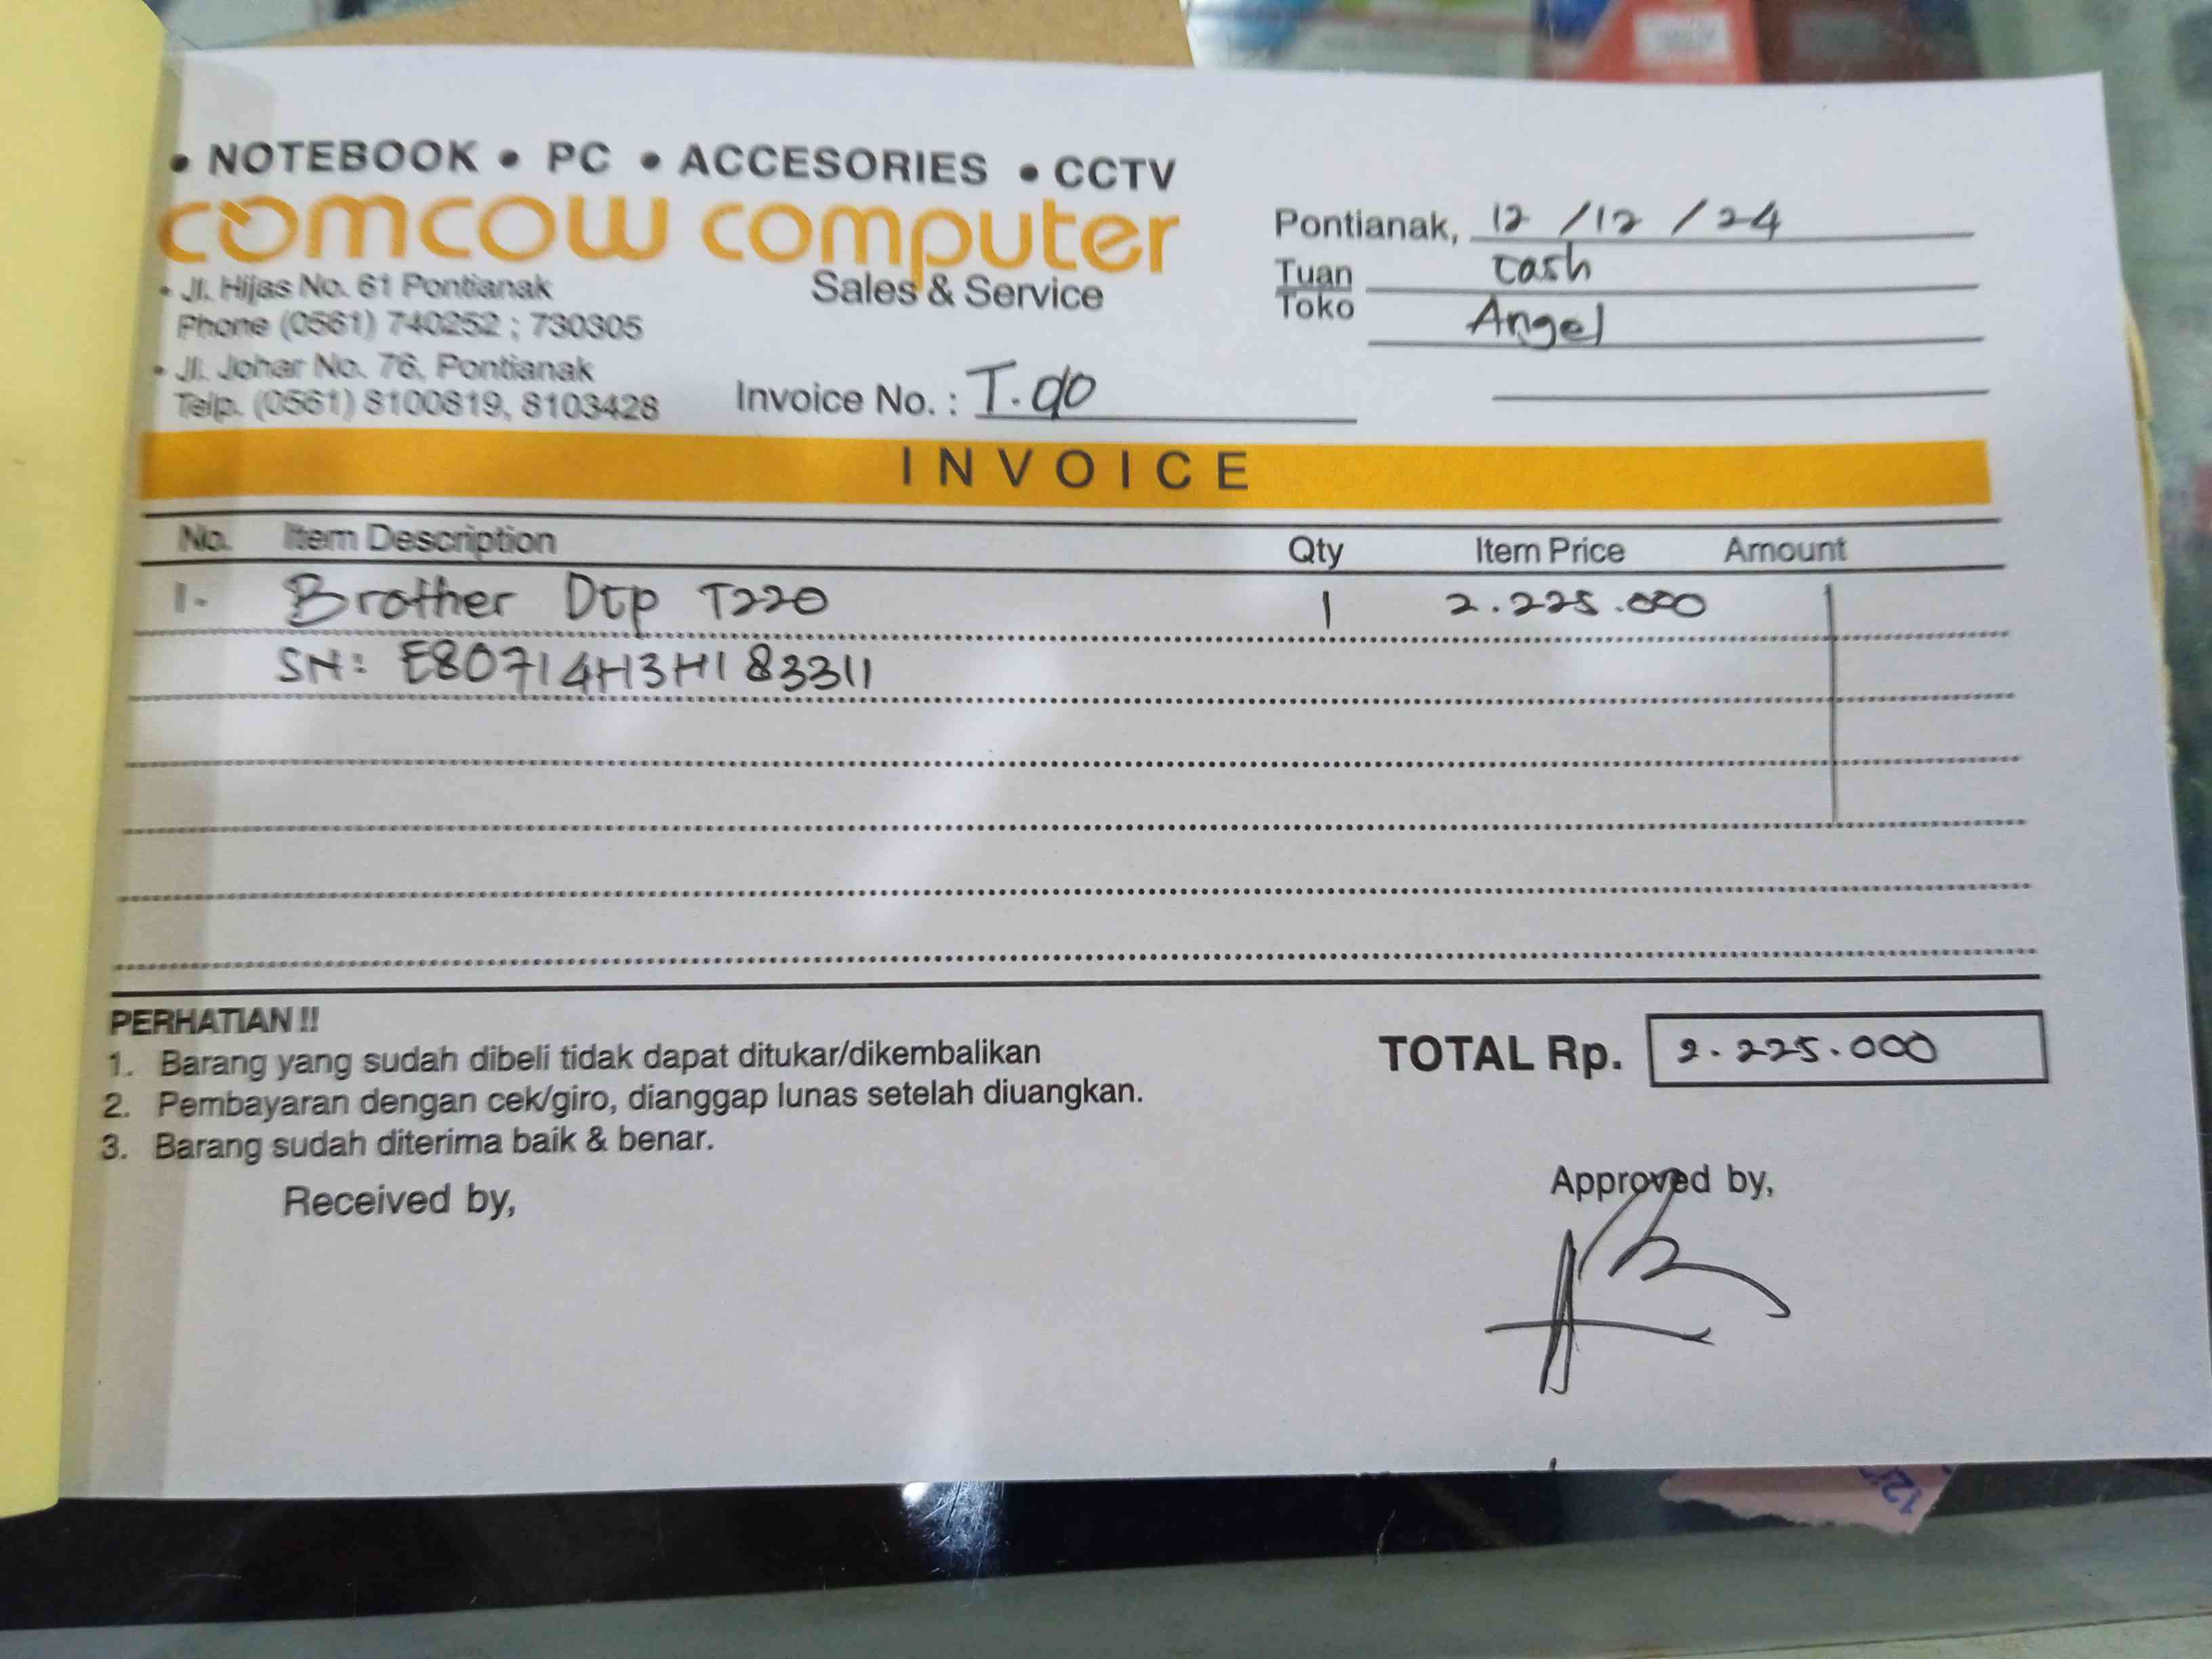 • NOTEBOOK • PC • ACCESORIES • CCTV
comcow computer
Sales & Service
• Jl. Hijas No. 61 Pontianak
Phone (0561) 740252 ; 730305
• Jl. Johar No. 76, Pontianak
Telp. (0561) 8100819, 8103428
Invoice No. : T.do
Pontianak, 12 /12 /24
Tuan cash
Toko Angel
INVOICE
No. Item Description Qty Item Price Amount
1. Brother Dcp T220 1 2.225.000
SN: E80714H3H183311
PERHATIAN !!
1. Barang yang sudah dibeli tidak dapat ditukar/dikembalikan
2. Pembayaran dengan cek/giro, dianggap lunas setelah diuangkan.
3. Barang sudah diterima baik & benar.
TOTAL Rp. 2.225.000
Received by,
Approved by,